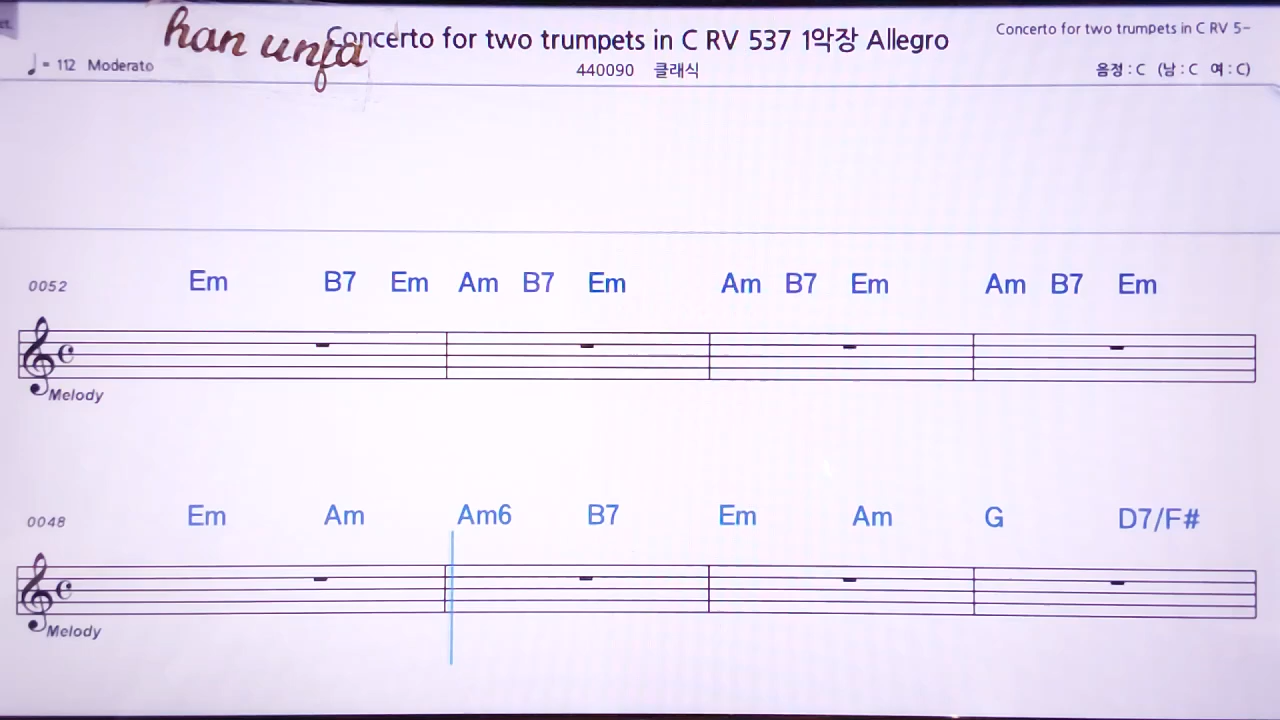 han unfa
Concerto for two trumpets in C RV 537 1악장 Allegro
Concerto for two trumpets in C RV 5-
♩= 112 Moderato
440090 클래식
음정 : C (남 : C 여 : C)
0052 Em B7 Em Am B7 Em Am B7 Em Am B7 Em
Melody
0048 Em Am Am6 B7 Em Am G D7/F#
Melody